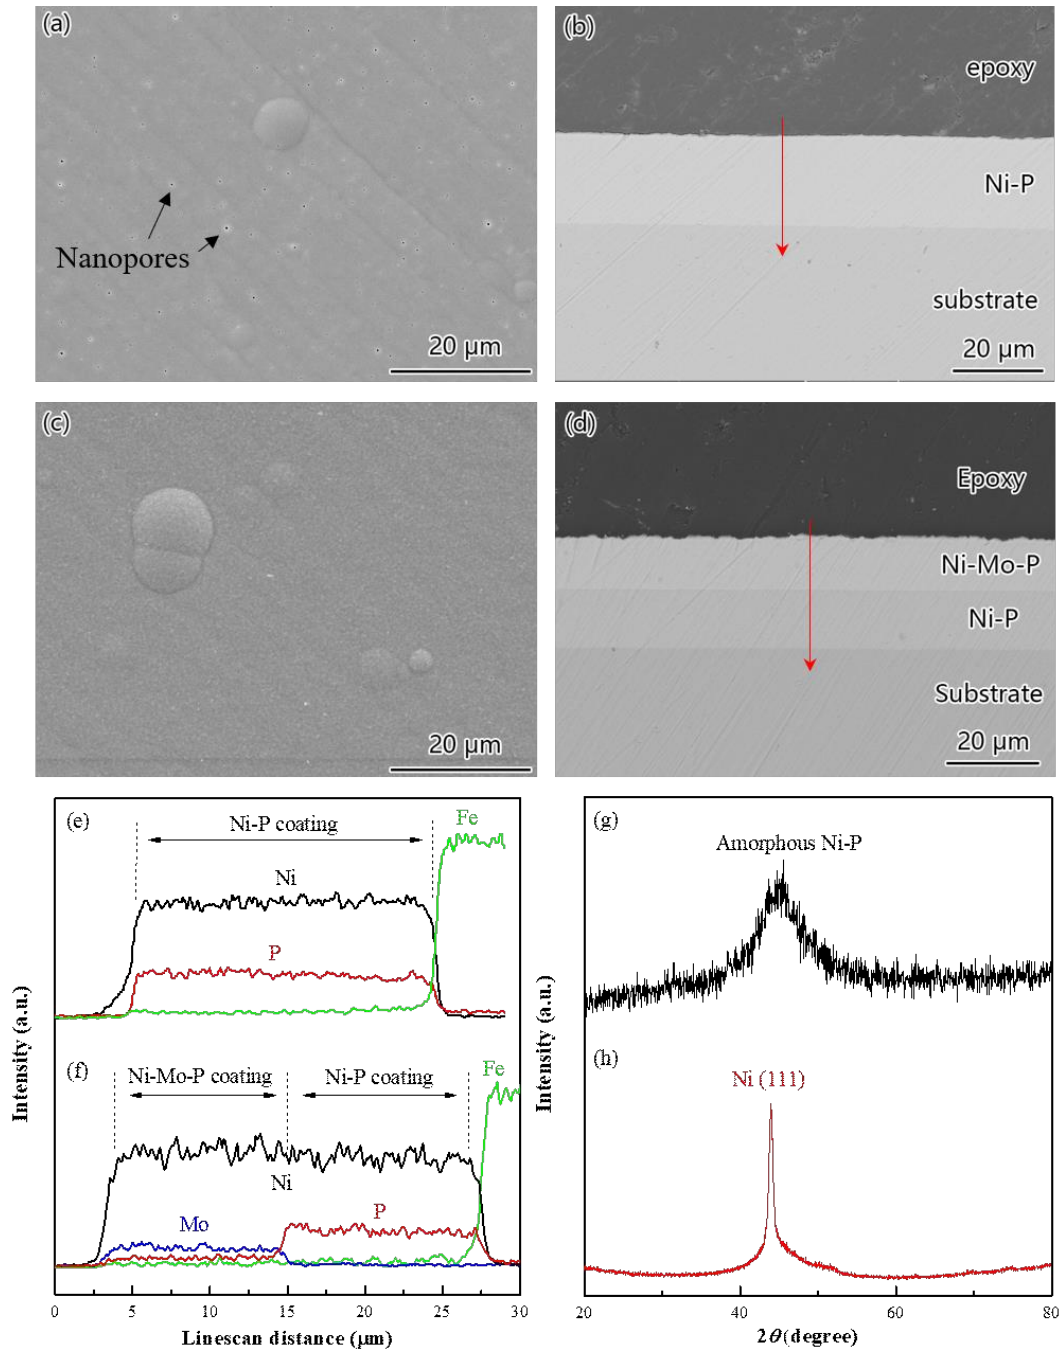 (a)
Nanopores
20 μm
(b)
epoxy
Ni-P
substrate
20 μm
(c)
20 μm
(d)
Epoxy
Ni-Mo-P
Ni-P
Substrate
20 μm
(e)
Ni-P coating
Fe
Ni
P
(f)
Ni-Mo-P coating
Ni-P coating
Fe
Ni
Mo
P
Intensity (a.u.)
0 5 10 15 20 25 30
Linescan distance (μm)
(g)
Amorphous Ni-P
(h)
Ni (111)
Intensity (a.u.)
20 40 60 80
2θ (degree)